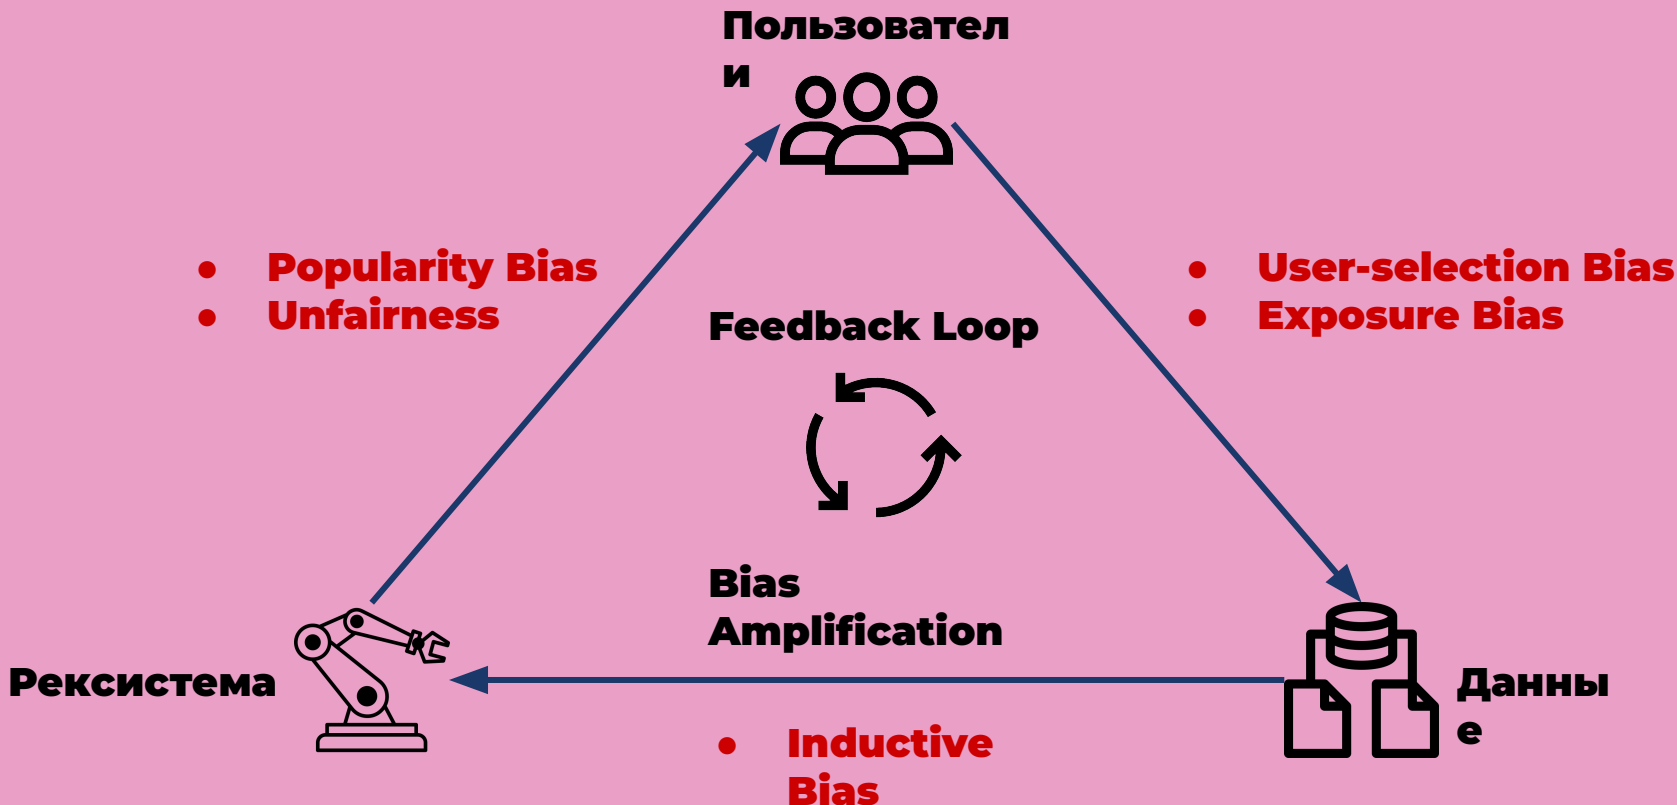 Пользовател
и
● Popularity Bias
● Unfairness
● User-selection Bias
● Exposure Bias
Feedback Loop
Bias
Amplification
Рексистема
Данны
е
● Inductive
Bias